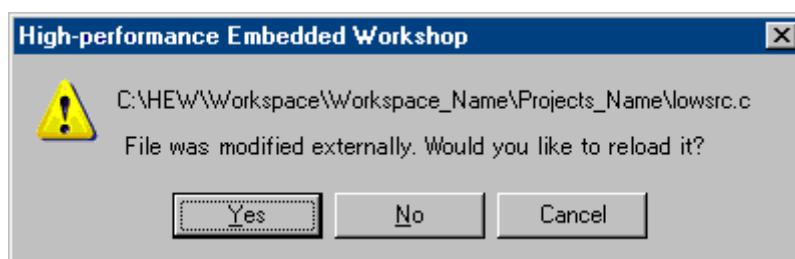 High-performance Embedded Workshop
C:\HEW\Workspace\Workspace_Name\Projects_Name\lowsrc.c
File was modified externally. Would you like to reload it?
Yes No Cancel